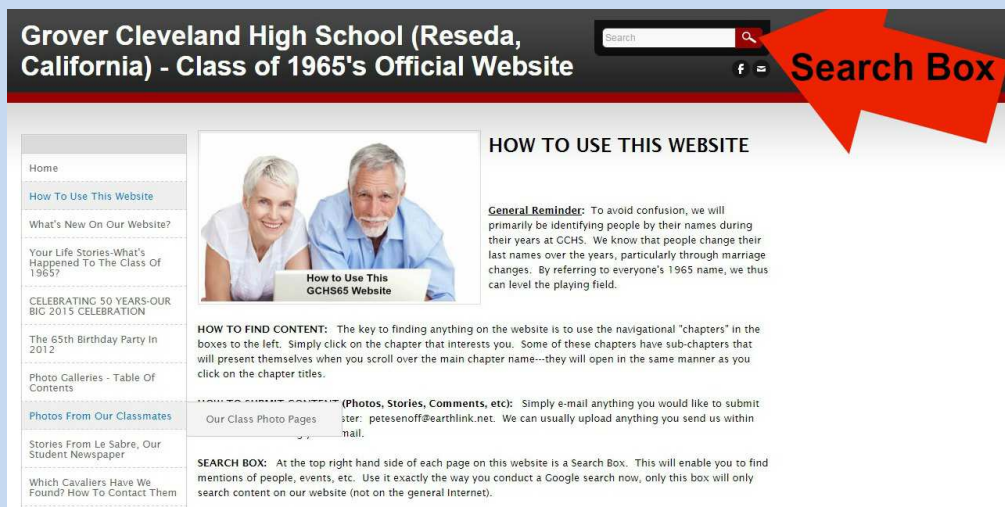 Grover Cleveland High School (Reseda,
California) - Class of 1965's Official Website
Search
f
Search Box
Home
How To Use This Website
What's New On Our Website?
Your Life Stories-What's
Happened To The Class Of
1965?
CELEBRATING 50 YEARS-OUR
BIG 2015 CELEBRATION
The 65th Birthday Party In
2012
Photo Galleries - Table Of
Contents
Photos From Our Classmates
Our Class Photo Pages
Stories From Le Sabre, Our
Student Newspaper
Which Cavaliers Have We
Found? How To Contact Them
How to Use This
GCHS65 Website
HOW TO USE THIS WEBSITE
General Reminder: To avoid confusion, we will
primarily be identifying people by their names during
their years at GCHS. We know that people change their
last names over the years, particularly through marriage
changes. By referring to everyone's 1965 name, we thus
can level the playing field.
HOW TO FIND CONTENT: The key to finding anything on the website is to use the navigational "chapters" in the
boxes to the left. Simply click on the chapter that interests you. Some of these chapters have sub-chapters that
will present themselves when you scroll over the main chapter name---they will open in the same manner as you
click on the chapter titles.
HOW TO SUBMIT CONTENT (Photos, Stories, Comments, etc): Simply e-mail anything you would like to submit
ster: petesenoff@earthlink.net. We can usually upload anything you send us within
mail.
SEARCH BOX: At the top right hand side of each page on this website is a Search Box. This will enable you to find
mentions of people, events, etc. Use it exactly the way you conduct a Google search now, only this box will only
search content on our website (not on the general Internet).